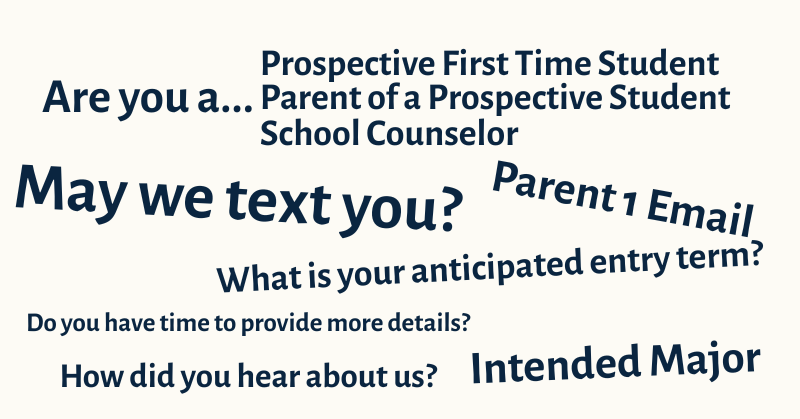 Prospective First Time Student
Are you a... Parent of a Prospective Student
School Counselor
May we text you?
Parent 1 Email
What is your anticipated entry term?
Do you have time to provide more details?
How did you hear about us?
Intended Major